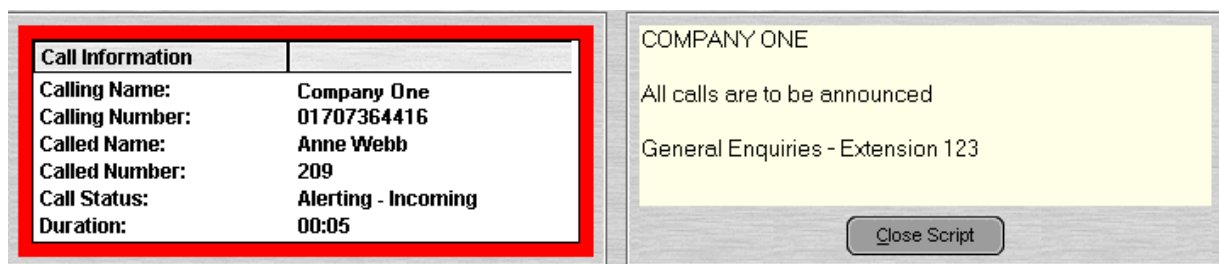 Call Information
Calling Name: Company One
Calling Number: 01707364416
Called Name: Anne Webb
Called Number: 209
Call Status: Alerting - Incoming
Duration: 00:05
COMPANY ONE
All calls are to be announced
General Enquiries - Extension 123
Close Script